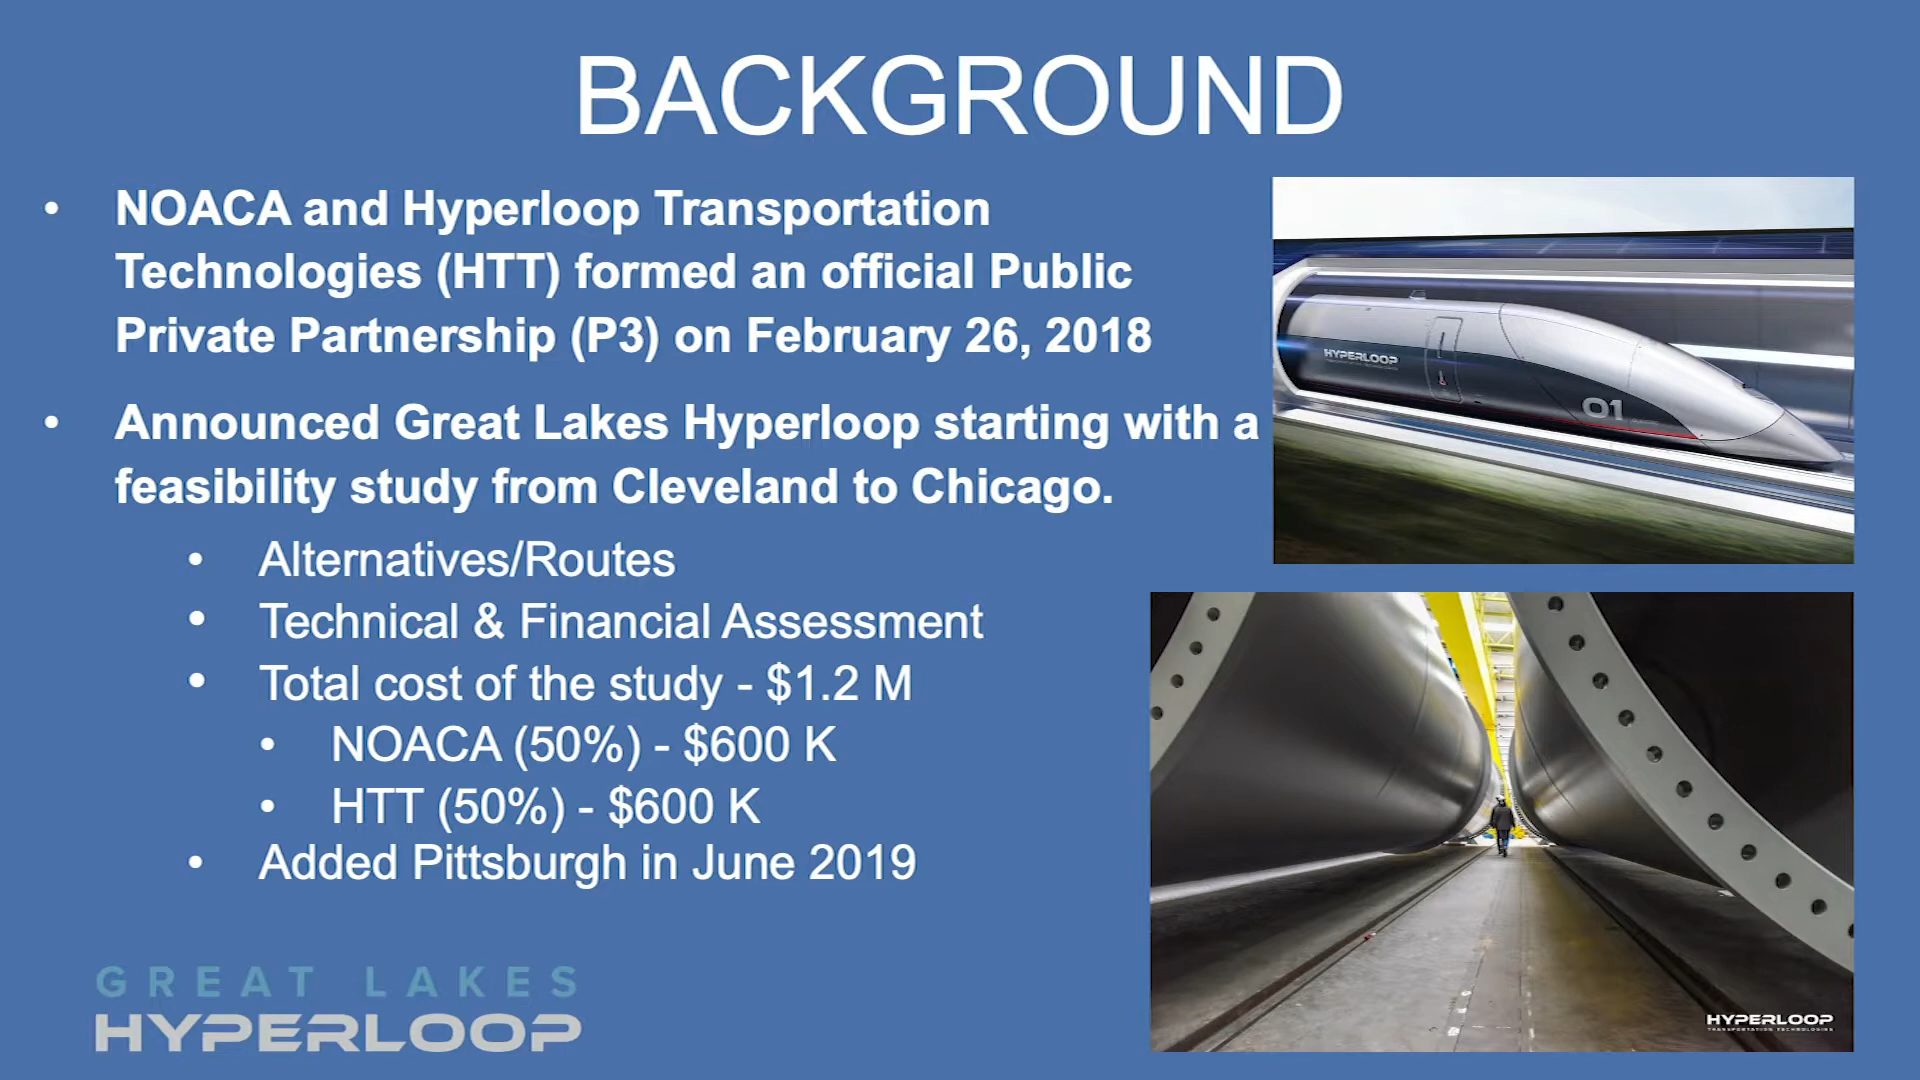 BACKGROUND
• NOACA and Hyperloop Transportation
Technologies (HTT) formed an official Public
Private Partnership (P3) on February 26, 2018
• Announced Great Lakes Hyperloop starting with a
feasibility study from Cleveland to Chicago.
• Alternatives/Routes
• Technical & Financial Assessment
• Total cost of the study - $1.2 M
• NOACA (50%) - $600 K
• HTT (50%) - $600 K
• Added Pittsburgh in June 2019
HYPERLOOP
01
GREAT LAKES
HYPERLOOP
HYPERLOOP
TRANSPORTATION TECHNOLOGIES